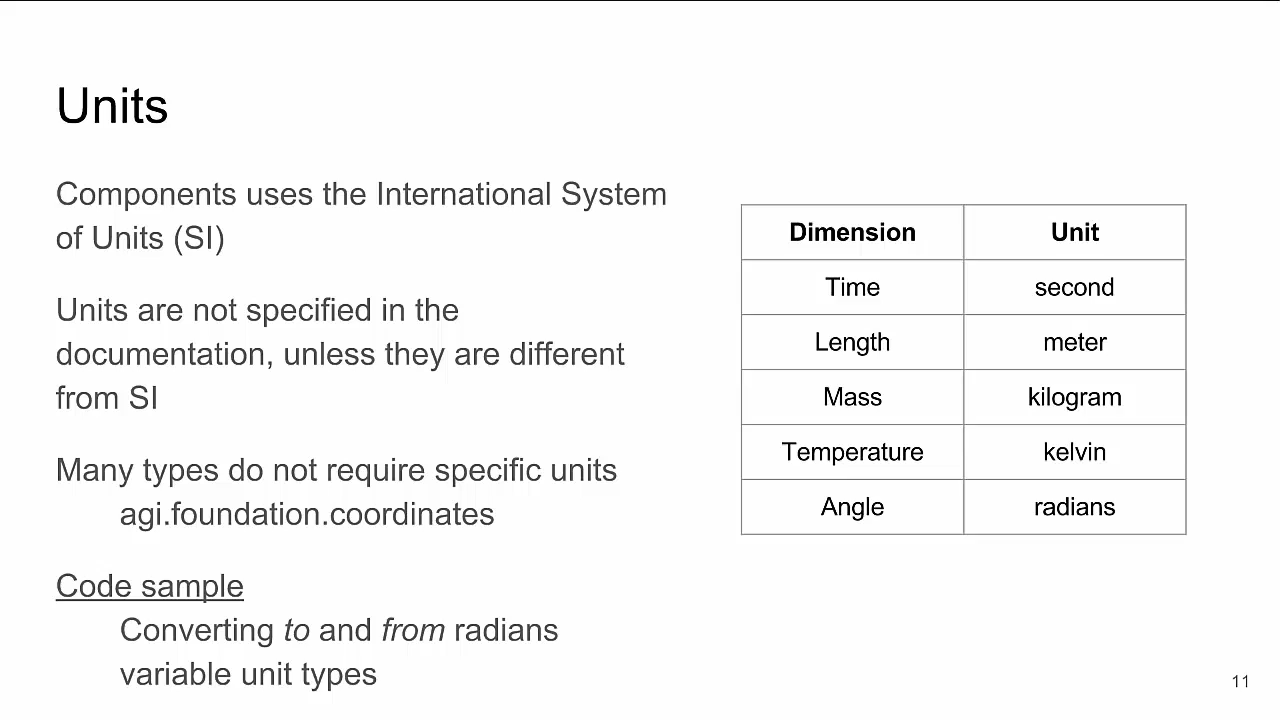 Units
Components uses the International System
of Units (SI)
Units are not specified in the
documentation, unless they are different
from SI
Many types do not require specific units
agi.foundation.coordinates
Code sample
Converting to and from radians
variable unit types
Dimension Unit
Time second
Length meter
Mass kilogram
Temperature kelvin
Angle radians
11